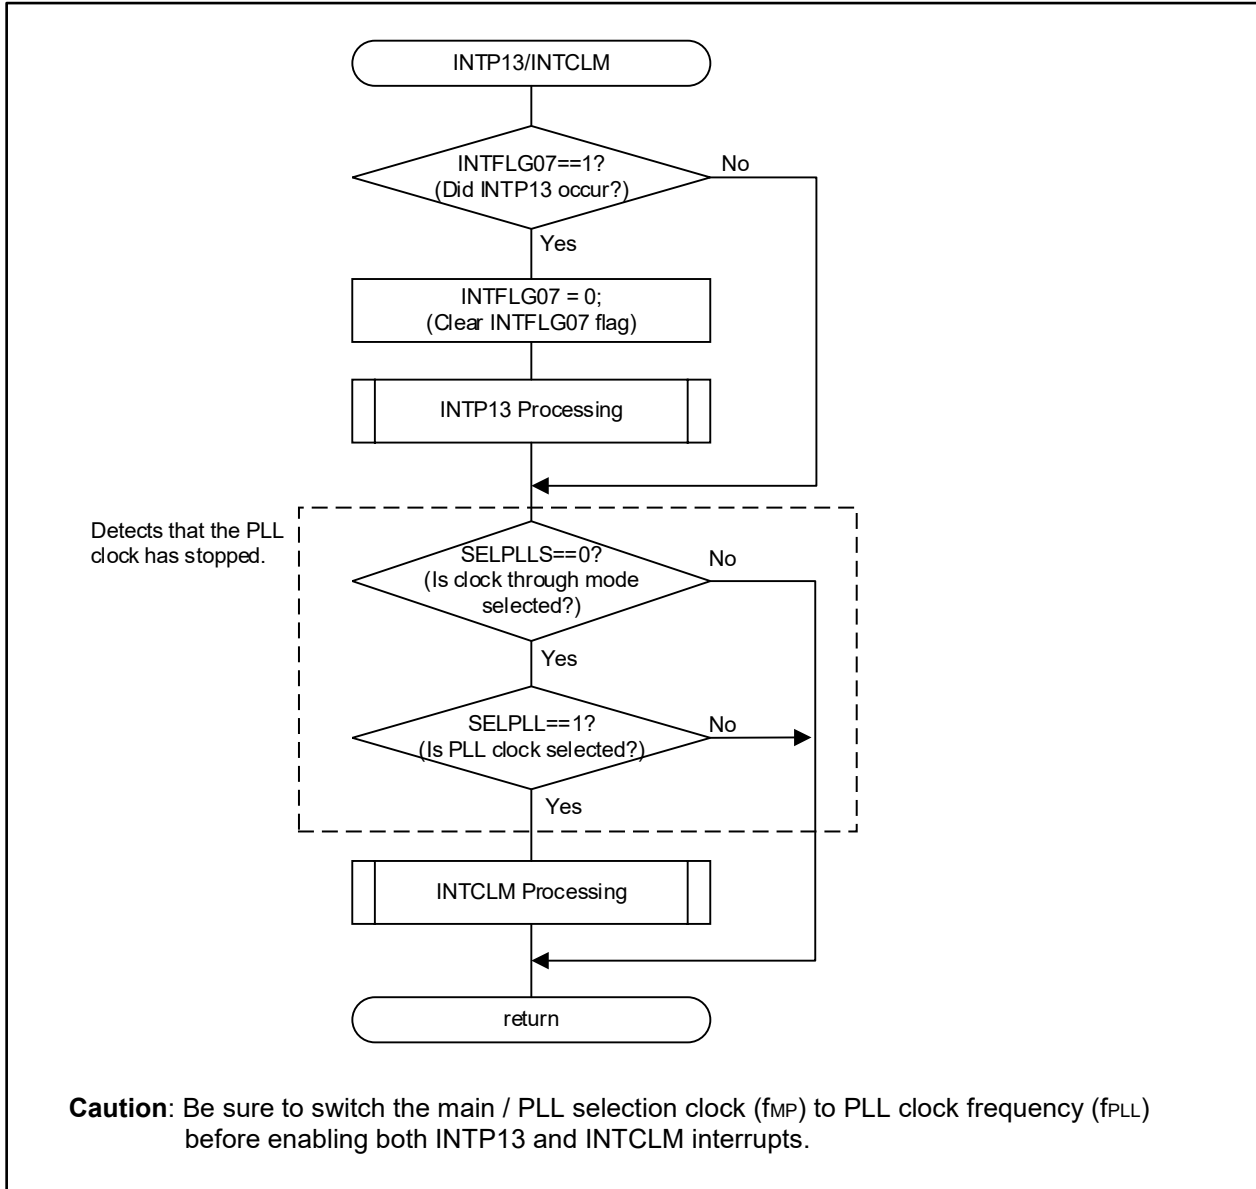 INTP13/INTCLM
INTFLG07==1?
(Did INTP13 occur?)
No
Yes
INTFLG07 = 0;
(Clear INTFLG07 flag)
INTP13 Processing
Detects that the PLL
clock has stopped.
SELPLLS==0?
(Is clock through mode
selected?)
No
Yes
SELPLL==1?
(Is PLL clock selected?)
No
Yes
INTCLM Processing
return
Caution: Be sure to switch the main / PLL selection clock (fMP) to PLL clock frequency (fPLL)
before enabling both INTP13 and INTCLM interrupts.